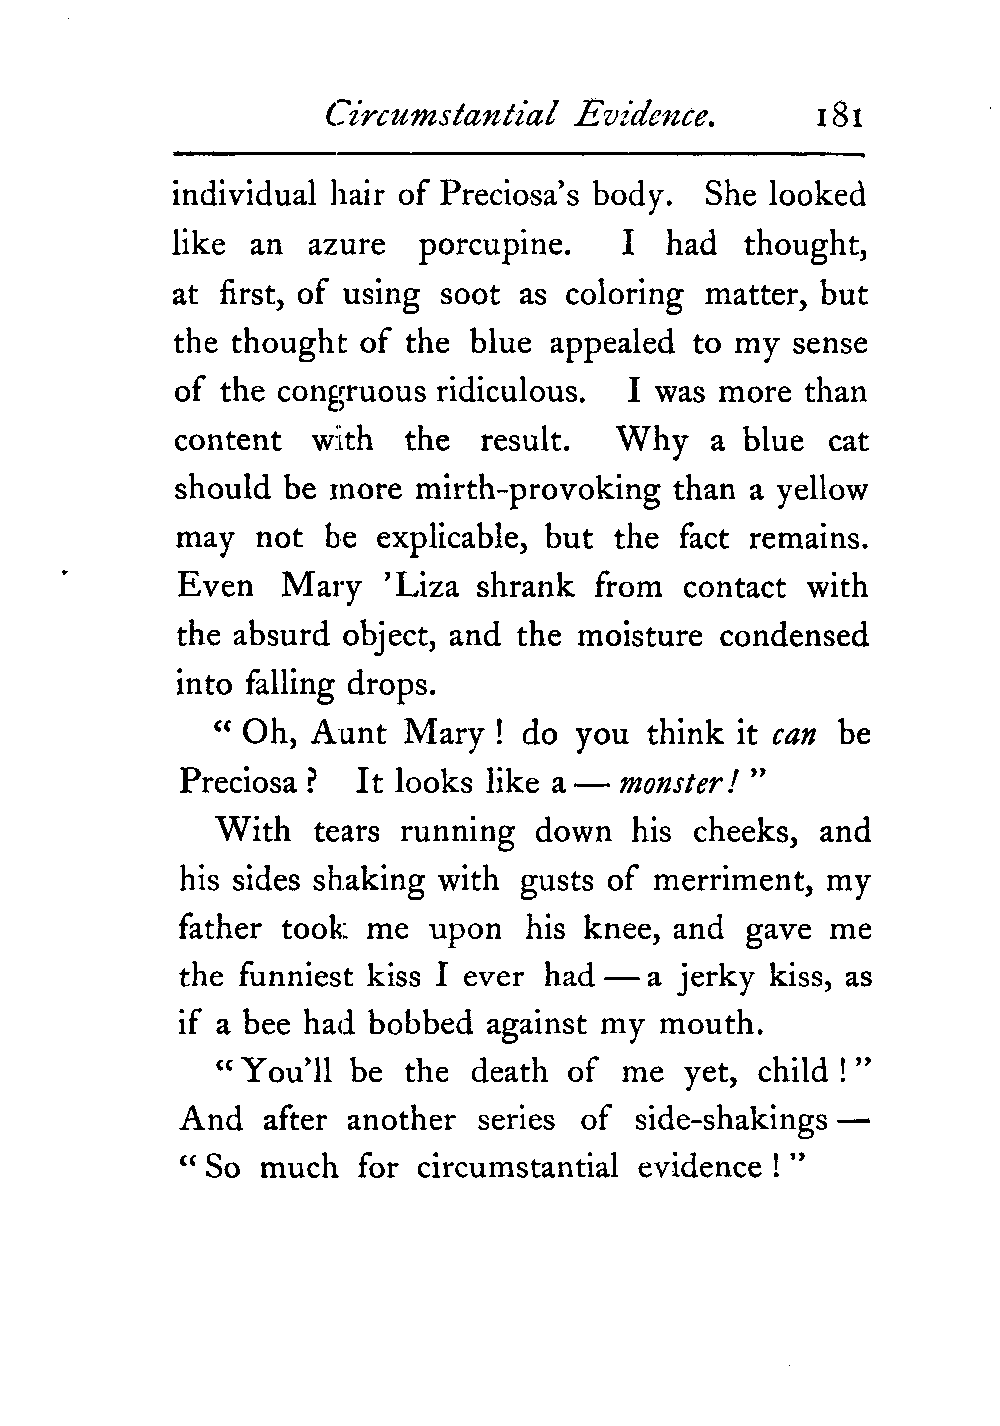 Circumstantial Evidence. 181
individual hair of Preciosa's body. She looked
like an azure porcupine. I had thought,
at first, of using soot as coloring matter, but
the thought of the blue appealed to my sense
of the congruous ridiculous. I was more than
content with the result. Why a blue cat
should be more mirth-provoking than a yellow
may not be explicable, but the fact remains.
Even Mary 'Liza shrank from contact with
the absurd object, and the moisture condensed
into falling drops.
“ Oh, Aunt Mary ! do you think it can be
Preciosa ? It looks like a — monster! ”
With tears running down his cheeks, and
his sides shaking with gusts of merriment, my
father took me upon his knee, and gave me
the funniest kiss I ever had — a jerky kiss, as
if a bee had bobbed against my mouth.
“ You'll be the death of me yet, child ! ”
And after another series of side-shakings —
“ So much for circumstantial evidence ! ”